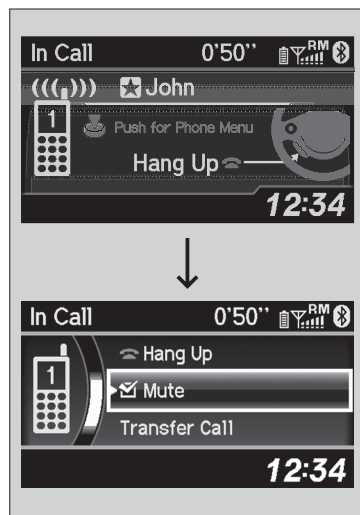 In Call 0'50'' RM
John
1
Push for Phone Menu
Hang Up
12:34
In Call 0'50'' RM
Hang Up
1
Mute
Transfer Call
12:34